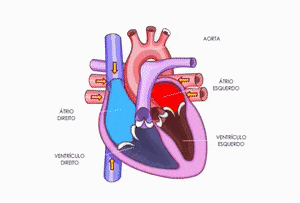 AORTA
ÁTRIO
ESQUERDO
ÁTRIO
DIREITO
VENTRÍCULO
ESQUERDO
VENTRÍCULO
DIREITO